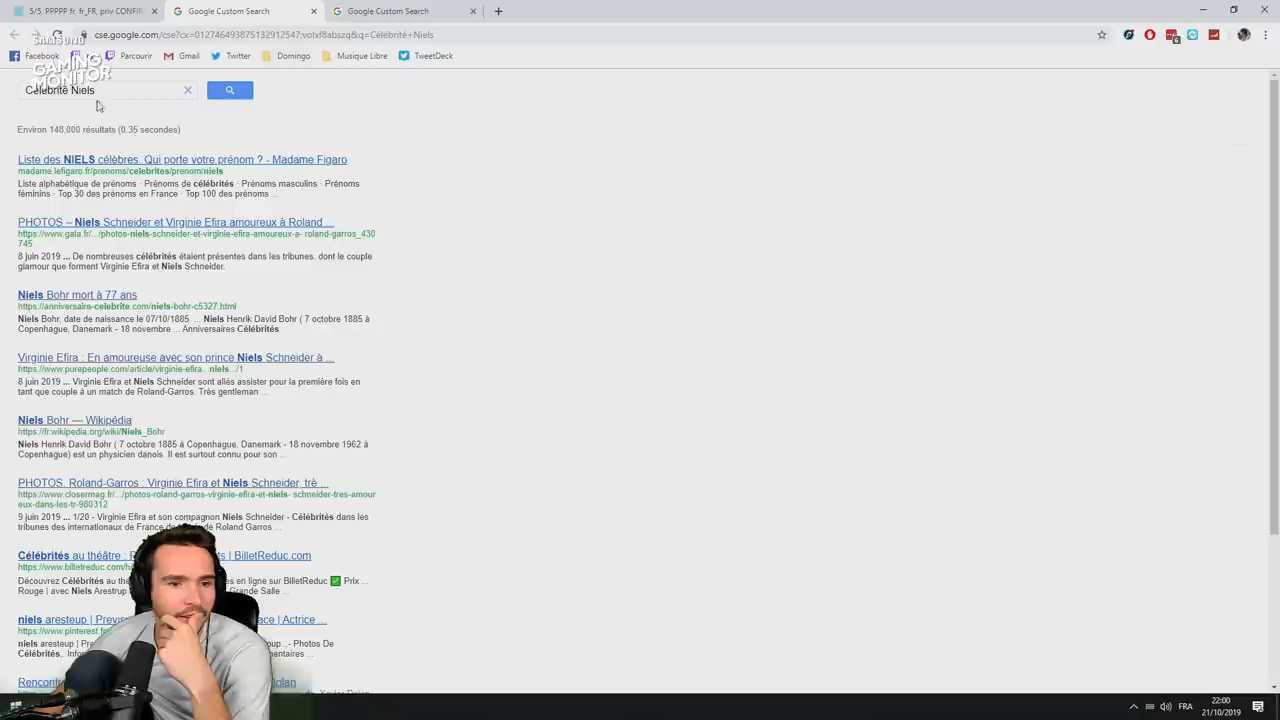 5/5, PPPPP fr, fr_FR, priv CONFIR
Google Custom Search
Google Custom Search
cse.google.com/cse?cx=012746493875132912547:volxf8abszq&q=Célébrité+Niels
SAMSUNG
GAMING
MONITOR
Facebook
Parcourir
Gmail
Twitter
Domingo
Musique Libre
TweetDeck
Célébrité Niels
Environ 148,000 résultats (0.35 secondes)
Liste des NIELS célèbres. Qui porte votre prénom ? - Madame Figaro
madame.lefigaro.fr/prenoms/celebrites/prenom/niels
Liste alphabétique de prénoms · Prénoms de célébrités · Prénoms masculins · Prénoms
féminins · Top 30 des prénoms en France · Top 100 des prénoms ...
PHOTOS – Niels Schneider et Virginie Efira amoureux à Roland ...
https://www.gala.fr/.../photos-niels-schneider-et-virginie-efira-amoureux-a- roland-garros_430
745
8 juin 2019 ... De nombreuses célébrités étaient présentes dans les tribunes, dont le couple
glamour que forment Virginie Efira et Niels Schneider.
Niels Bohr mort à 77 ans
https://anniversaire-celebrite.com/niels-bohr-c5327.html
Niels Bohr, date de naissance le 07/10/1885. ... Niels Henrik David Bohr ( 7 octobre 1885 à
Copenhague, Danemark - 18 novembre ... Anniversaires Célébrités
Virginie Efira : En amoureuse avec son prince Niels Schneider à ...
https://www.purepeople.com/article/virginie-efira...niels.../1
8 juin 2019 ... Virginie Efira et Niels Schneider sont allés assister pour la première fois en
tant que couple à un match de Roland-Garros. Très gentleman ...
Niels Bohr — Wikipédia
https://fr.wikipedia.org/wiki/Niels_Bohr
Niels Henrik David Bohr ( 7 octobre 1885 à Copenhague, Danemark - 18 novembre 1962 à
Copenhague) est un physicien danois. Il est surtout connu pour son ...
PHOTOS. Roland-Garros : Virginie Efira et Niels Schneider, trè ...
https://www.closermag.fr/.../photos-roland-garros-virginie-efira-et-niels- schneider-tres-amour
eux-dans-les-tr-980312
9 juin 2019 ... 1/20 - Virginie Efira et son compagnon Niels Schneider - Célébrités dans les
tribunes des internationaux de France de de Roland Garros ...
Célébrités au théâtre : | BilletReduc.com
https://www.billetreduc.com/
Découvrez Célébrités au en ligne sur BilletReduc ✅ Prix ...
Rouge | avec Niels Arestrup Grande Salle ...
niels arestrup | | Actrice ...
https://www.pinterest.fr
niels arestrup | - Photos De
Célébrités,
22:00
FRA
21/10/2019